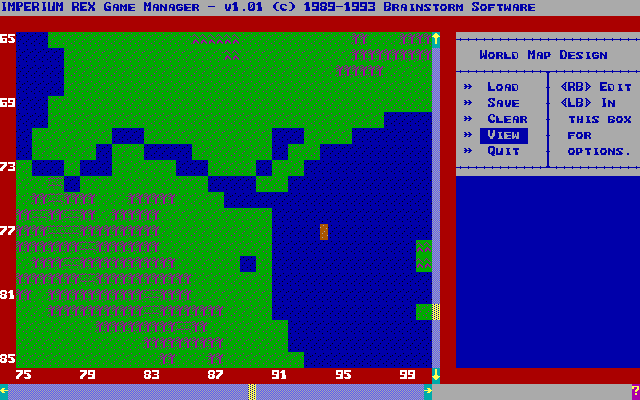 IMPERIUM REX GAME MANAGER - V1.01 (C) 1989-1993 BRAINSTORM SOFTWARE
65
69
73
77
81
85
75 79 83 87 91 95 99
WORLD MAP DESIGN
» LOAD
» SAVE
» CLEAR
» VIEW
» QUIT
<RB> EDIT
<LB> IN
THIS BOX
FOR
OPTIONS.
?